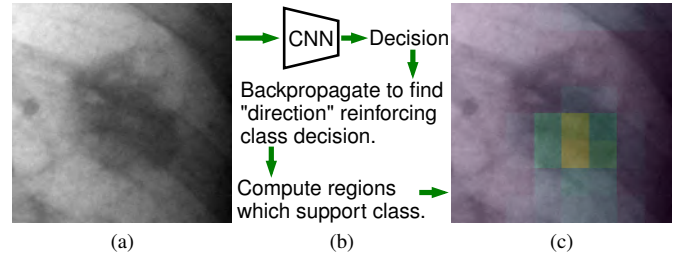 CNN
Decision
Backpropagate to find
"direction" reinforcing
class decision.
Compute regions
which support class.
(a)
(b)
(c)